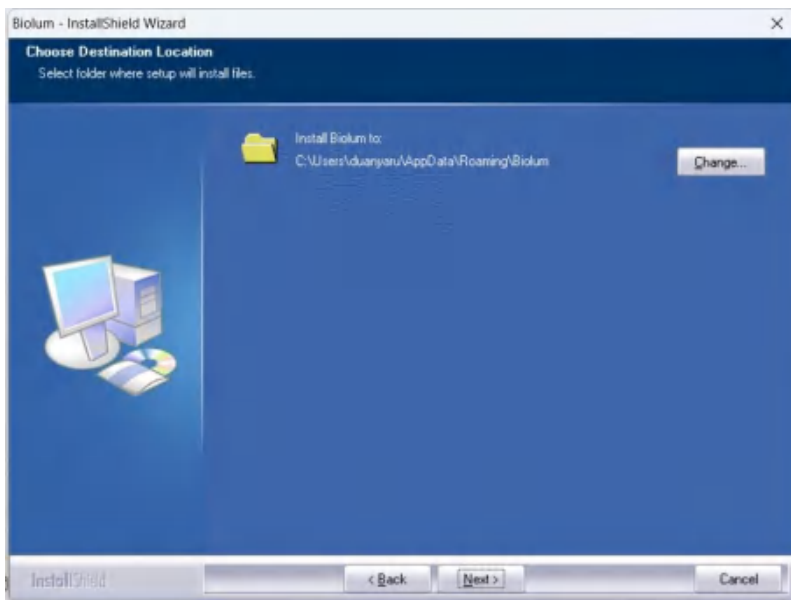 Biolum - InstallShield Wizard
Choose Destination Location
Select folder where setup will install files.
Install Biolum to:
C:\Users\duanyaru\AppData\Roaming\Biolum
Change...
InstallShield
< Back
Next >
Cancel